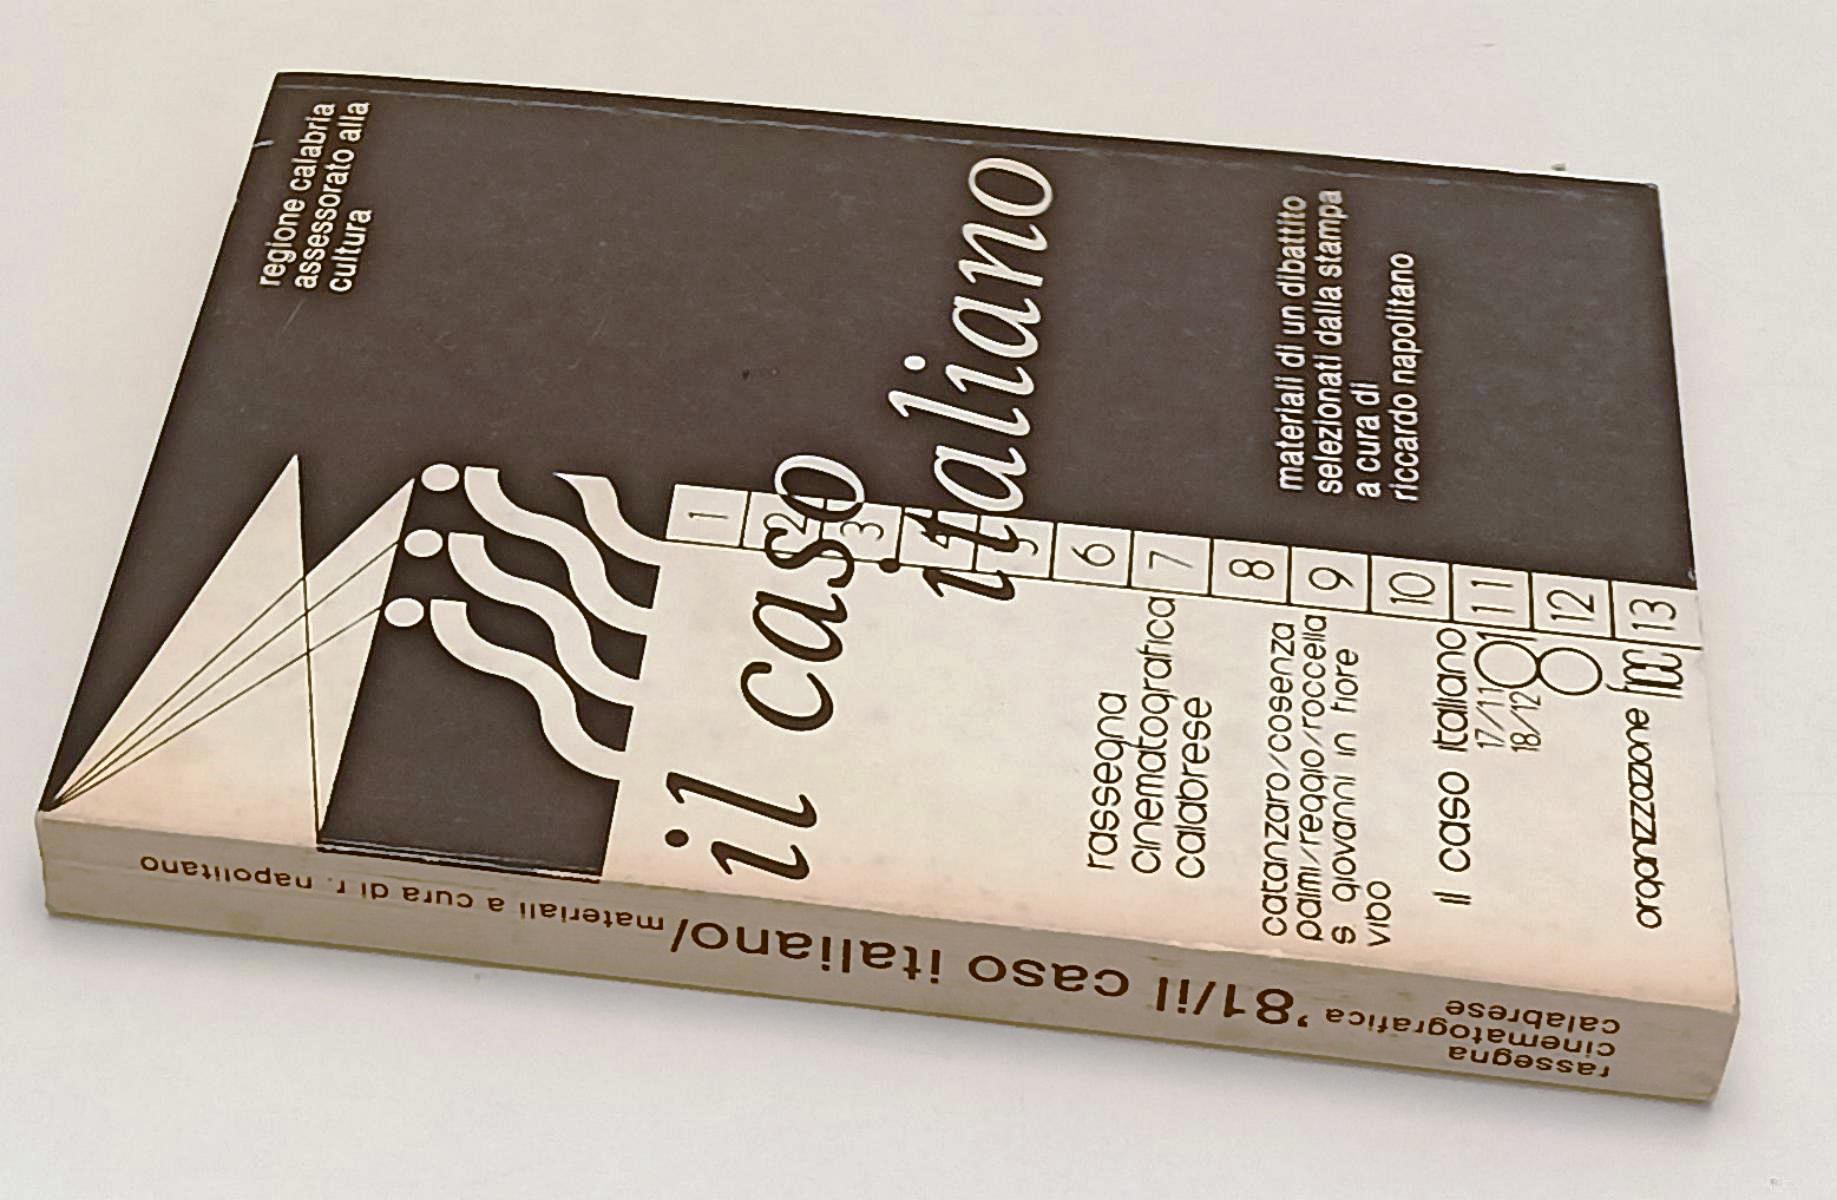 regione calabria
assessorato alla
cultura
il caso
italiano
1
2
3
4
5
6
7
8
9
10
11
12
13
materiali di un dibattito
selezionati dalla stampa
a cura di
riccardo napolitano
rassegna
cinematografica
calabrese
catanzaro/cosenza
palmi/reggio/roccella
s. giovanni in fiore
vibo
il caso italiano
17/11
18/12
81
organizzazione
rassegna
cinematografica '81/il caso italiano/materiali a cura di r. napolitano
calabrese